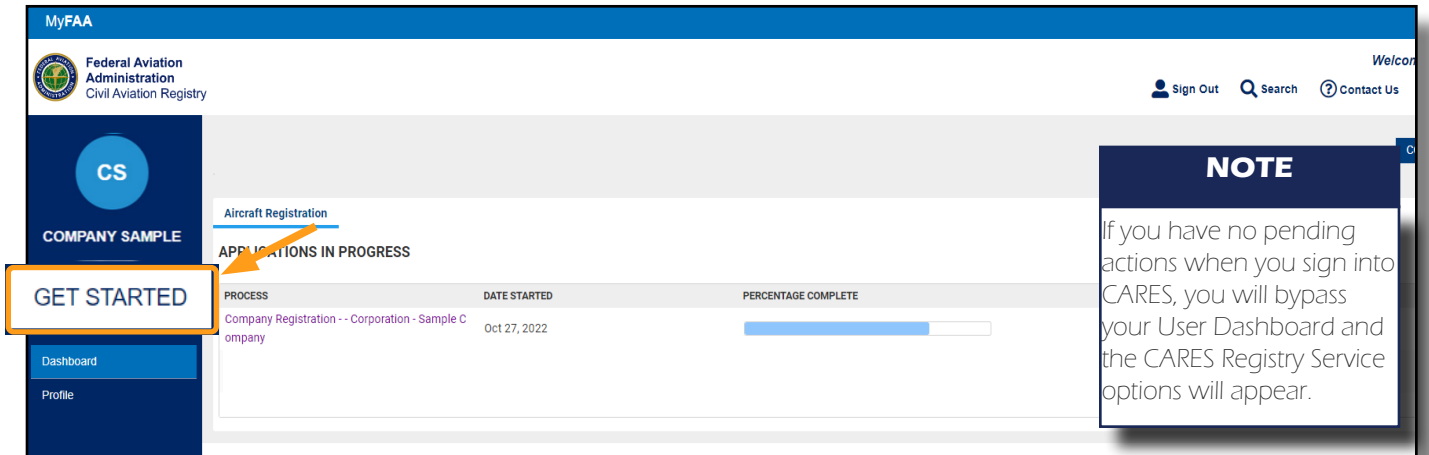 MyFAA
Federal Aviation
Administration
Civil Aviation Registry
Welcom
Sign Out Search Contact Us
CS
COMPANY SAMPLE
GET STARTED
Dashboard
Profile
Aircraft Registration
APPLICATIONS IN PROGRESS
PROCESS DATE STARTED PERCENTAGE COMPLETE
Company Registration - - Corporation - Sample C
ompany
Oct 27, 2022
NOTE
If you have no pending
actions when you sign into
CARES, you will bypass
your User Dashboard and
the CARES Registry Service
options will appear.